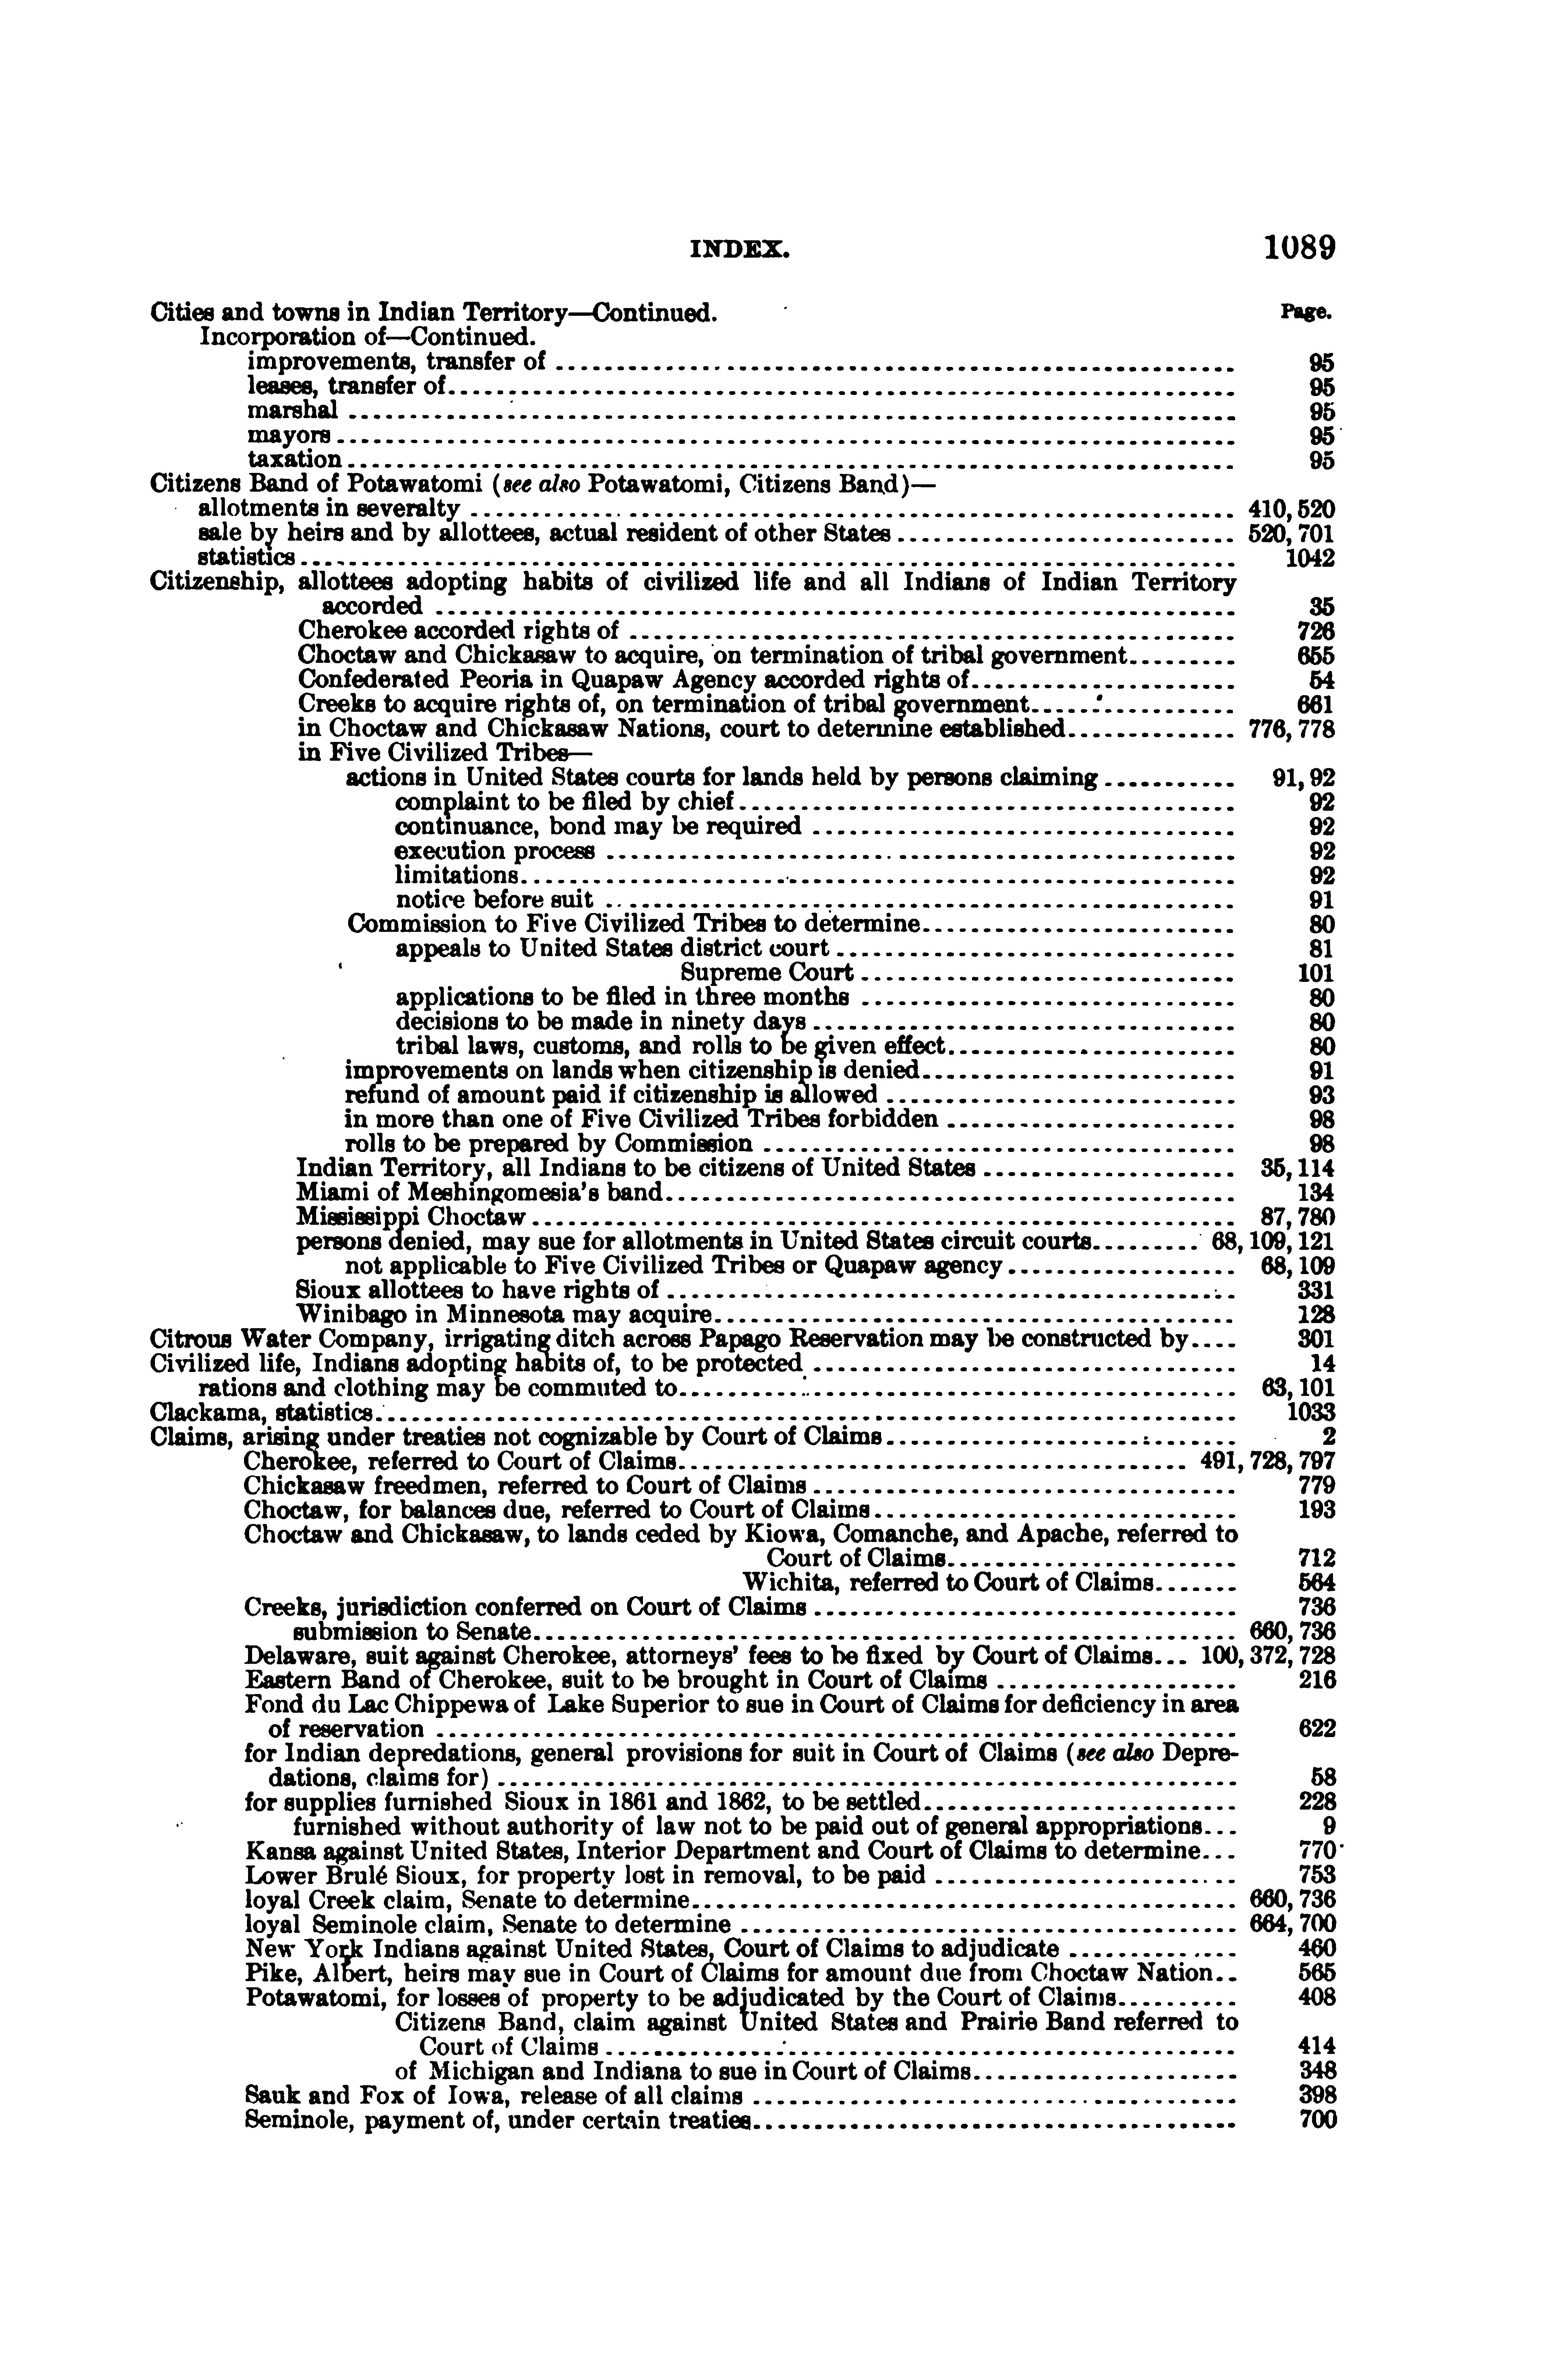 INDEX. 1089
Cities and towns in Indian Territory—Continued. Page.
Incorporation of—Continued.
improvements, transfer of 95
leases, transfer of 95
marshal 95
mayors 95
taxation 95
Citizens Band of Potawatomi (see also Potawatomi, Citizens Band)—
allotments in severalty 410, 520
sale by heirs and by allottees, actual resident of other States 520, 701
statistics 1042
Citizenship, allottees adopting habits of civilized life and all Indians of Indian Territory
accorded 35
Cherokee accorded rights of 726
Choctaw and Chickasaw to acquire, on termination of tribal government 655
Confederated Peoria in Quapaw Agency accorded rights of 54
Creeks to acquire rights of, on termination of tribal government 661
in Choctaw and Chickasaw Nations, court to determine established 776, 778
in Five Civilized Tribes—
actions in United States courts for lands held by persons claiming 91, 92
complaint to be filed by chief 92
continuance, bond may be required 92
execution process 92
limitations 92
notice before suit 91
Commission to Five Civilized Tribes to determine 80
appeals to United States district court 81
Supreme Court 101
applications to be filed in three months 80
decisions to be made in ninety days 80
tribal laws, customs, and rolls to be given effect 80
improvements on lands when citizenship is denied 91
refund of amount paid if citizenship is allowed 93
in more than one of Five Civilized Tribes forbidden 98
rolls to be prepared by Commission 98
Indian Territory, all Indians to be citizens of United States 35, 114
Miami of Meshingomesia's band 134
Mississippi Choctaw 87, 780
persons denied, may sue for allotments in United States circuit courts 68, 109, 121
not applicable to Five Civilized Tribes or Quapaw agency 68, 109
Sioux allottees to have rights of 331
Winibago in Minnesota may acquire 128
Citrous Water Company, irrigating ditch across Papago Reservation may be constructed by 301
Civilized life, Indians adopting habits of, to be protected 14
rations and clothing may be commuted to 63, 101
Clackama, statistics 1033
Claims, arising under treaties not cognizable by Court of Claims 2
Cherokee, referred to Court of Claims 491, 728, 797
Chickasaw freedmen, referred to Court of Claims 779
Choctaw, for balances due, referred to Court of Claims 193
Choctaw and Chickasaw, to lands ceded by Kiowa, Comanche, and Apache, referred to
Court of Claims 712
Wichita, referred to Court of Claims 564
Creeks, jurisdiction conferred on Court of Claims 736
submission to Senate 660, 736
Delaware, suit against Cherokee, attorneys' fees to be fixed by Court of Claims 100, 372, 728
Eastern Band of Cherokee, suit to be brought in Court of Claims 216
Fond du Lac Chippewa of Lake Superior to sue in Court of Claims for deficiency in area
of reservation 622
for Indian depredations, general provisions for suit in Court of Claims (see also Depre-
dations, claims for) 58
for supplies furnished Sioux in 1861 and 1862, to be settled 228
furnished without authority of law not to be paid out of general appropriations 9
Kansa against United States, Interior Department and Court of Claims to determine 770
Lower Brulé Sioux, for property lost in removal, to be paid 753
loyal Creek claim, Senate to determine 660, 736
loyal Seminole claim, Senate to determine 664, 700
New York Indians against United States, Court of Claims to adjudicate 460
Pike, Albert, heirs may sue in Court of Claims for amount due from Choctaw Nation 565
Potawatomi, for losses of property to be adjudicated by the Court of Claims 408
Citizens Band, claim against United States and Prairie Band referred to
Court of Claims 414
of Michigan and Indiana to sue in Court of Claims 348
Sauk and Fox of Iowa, release of all claims 398
Seminole, payment of, under certain treaties 700